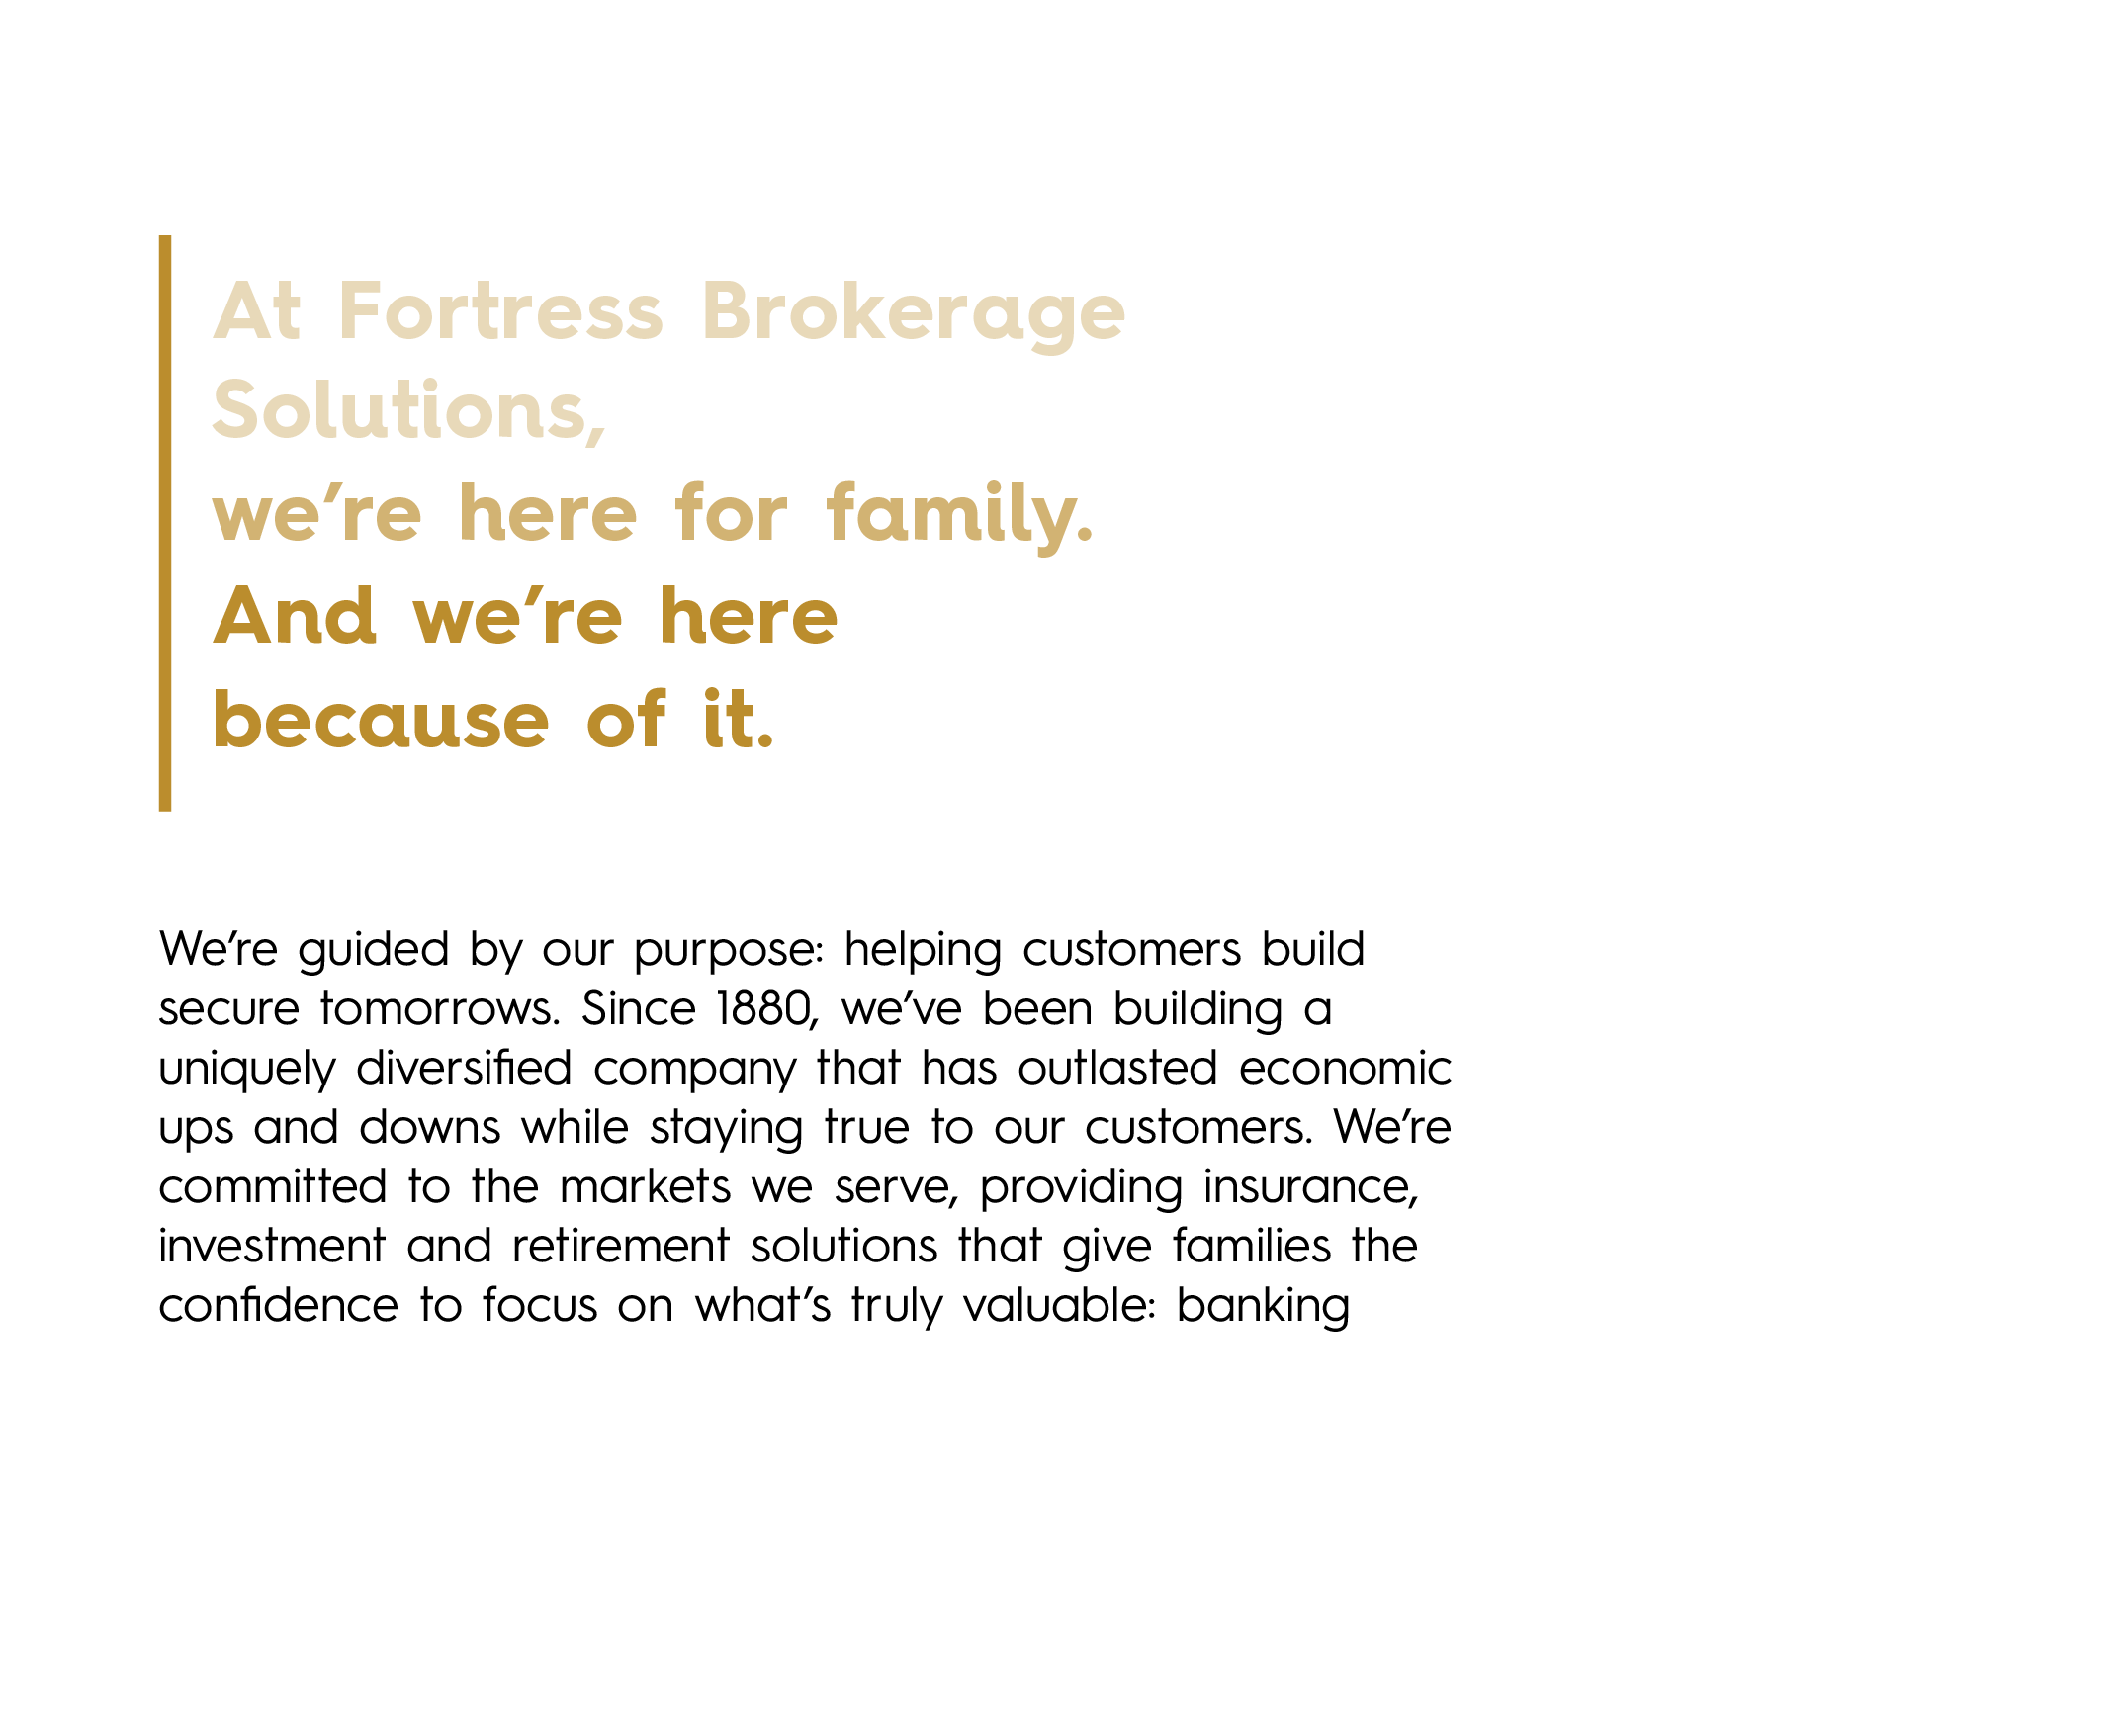 At Fortress Brokerage
Solutions,
we’re here for family.
And we’re here
because of it.
We’re guided by our purpose: helping customers build
secure tomorrows. Since 1880, we’ve been building a
uniquely diversified company that has outlasted economic
ups and downs while staying true to our customers. We’re
committed to the markets we serve, providing insurance,
investment and retirement solutions that give families the
confidence to focus on what’s truly valuable: banking